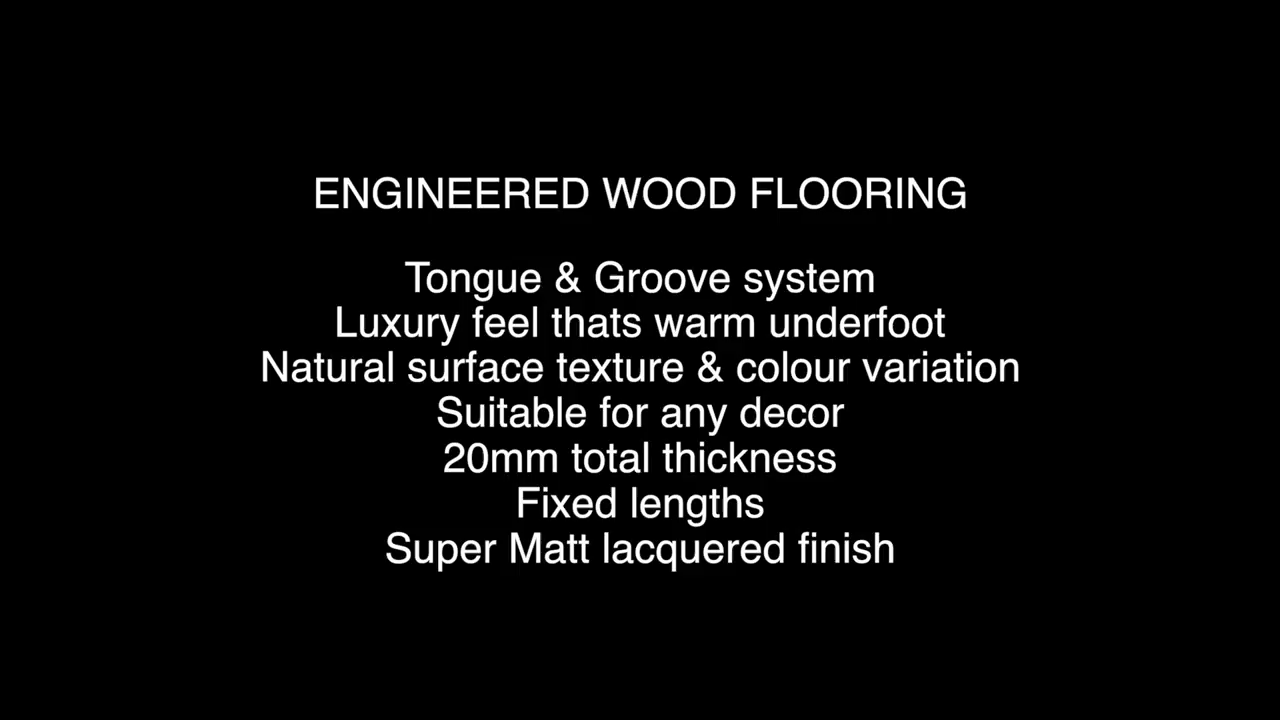 ENGINEERED WOOD FLOORING
Tongue & Groove system
Luxury feel thats warm underfoot
Natural surface texture & colour variation
Suitable for any decor
20mm total thickness
Fixed lengths
Super Matt lacquered finish